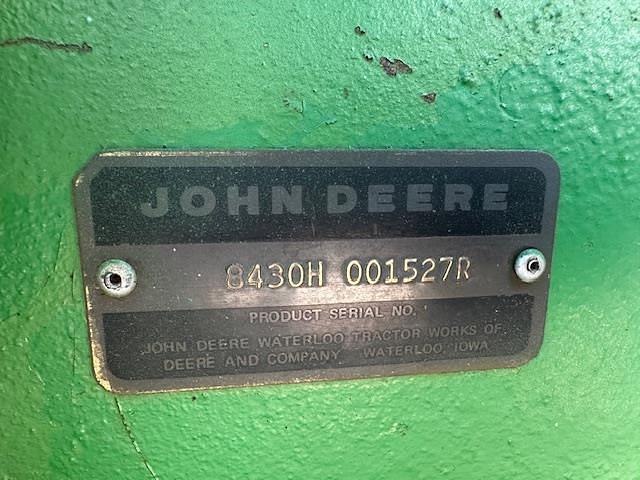 JOHN DEERE
8430H 001527R
PRODUCT SERIAL NO.
JOHN DEERE WATERLOO TRACTOR WORKS OF
DEERE AND COMPANY WATERLOO, IOWA